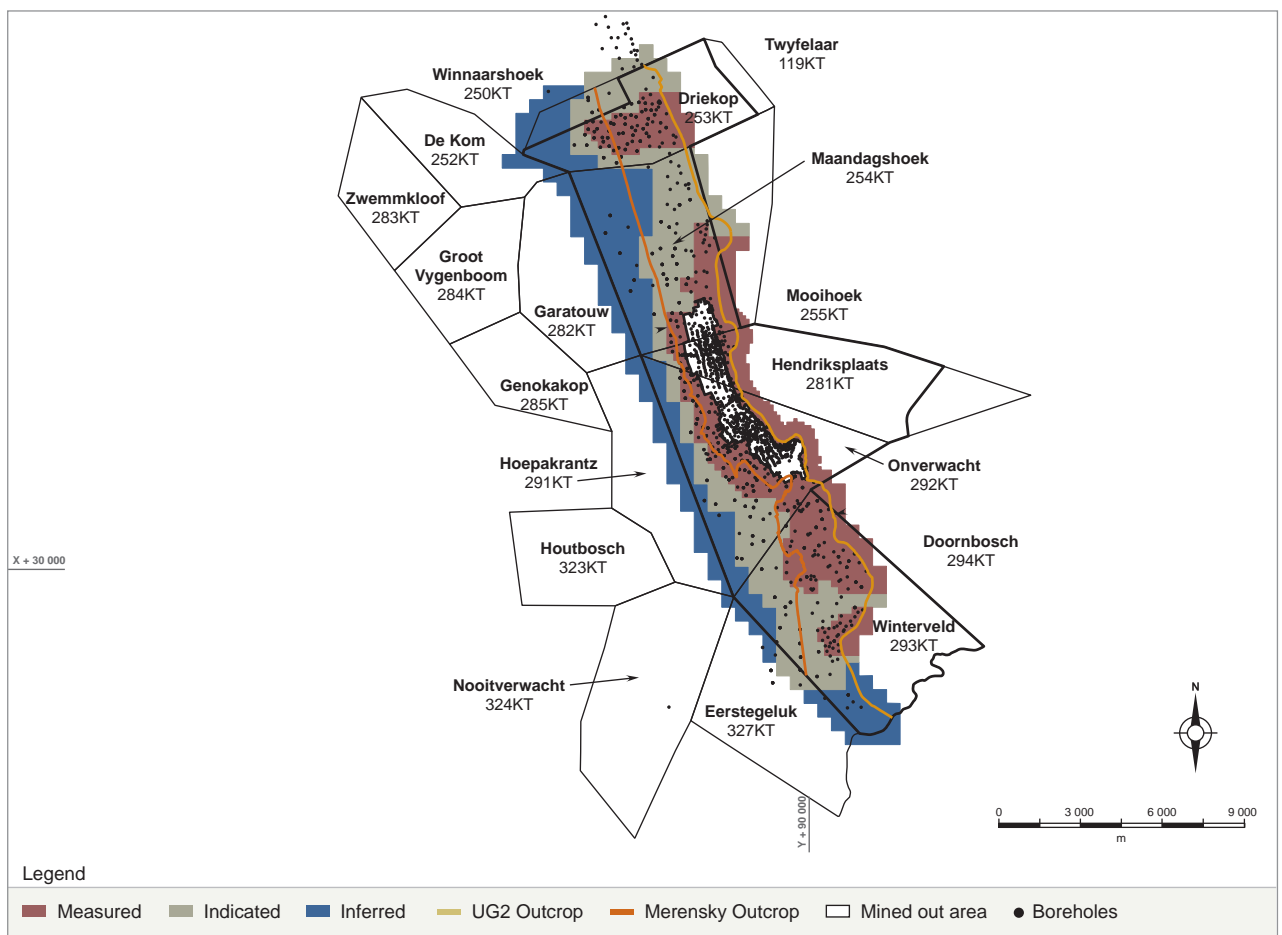 Twyfelaar
119KT
Winnaarshoek
250KT
Driekop
253KT
De Kom
252KT
Maandagshoek
254KT
Zwemmkloof
283KT
Groot
Vygenboom
284KT
Mooihoek
255KT
Garatouw
282KT
Hendriksplaats
281KT
Genokakop
285KT
Hoepakrantz
291KT
Onverwacht
292KT
Houtbosch
323KT
Doornbosch
294KT
X + 30 000
Winterveld
293KT
Nooitverwacht
324KT
Eerstegeluk
327KT
N
Y + 90 000
0 3 000 6 000 9 000
m
Legend
Measured Indicated Inferred UG2 Outcrop Merensky Outcrop Mined out area Boreholes